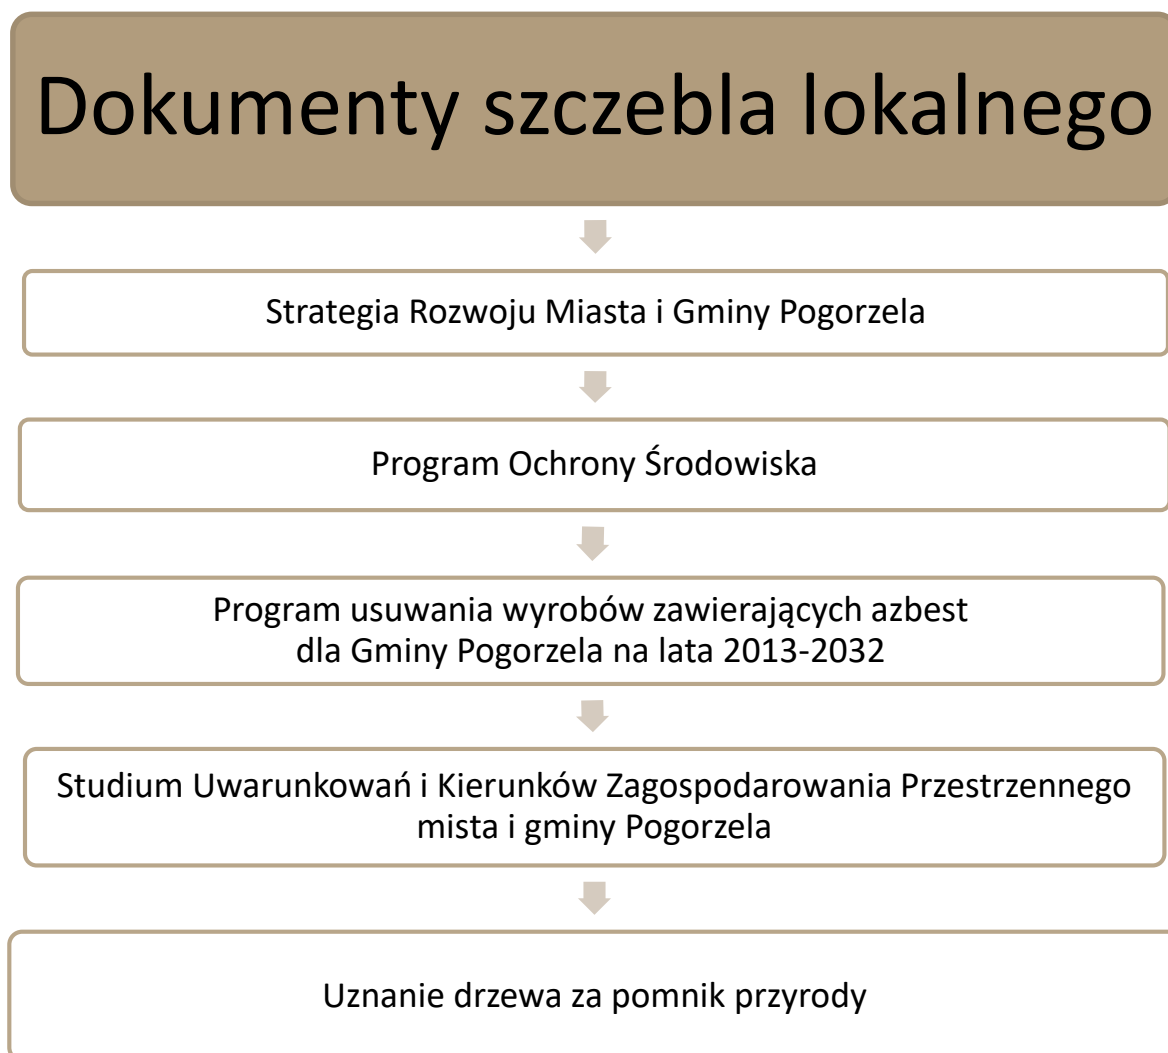 Dokumenty szczebla lokalnego
Strategia Rozwoju Miasta i Gminy Pogorzela
Program Ochrony Środowiska
Program usuwania wyrobów zawierających azbest
dla Gminy Pogorzela na lata 2013-2032
Studium Uwarunkowań i Kierunków Zagospodarowania Przestrzennego
mista i gminy Pogorzela
Uznanie drzewa za pomnik przyrody